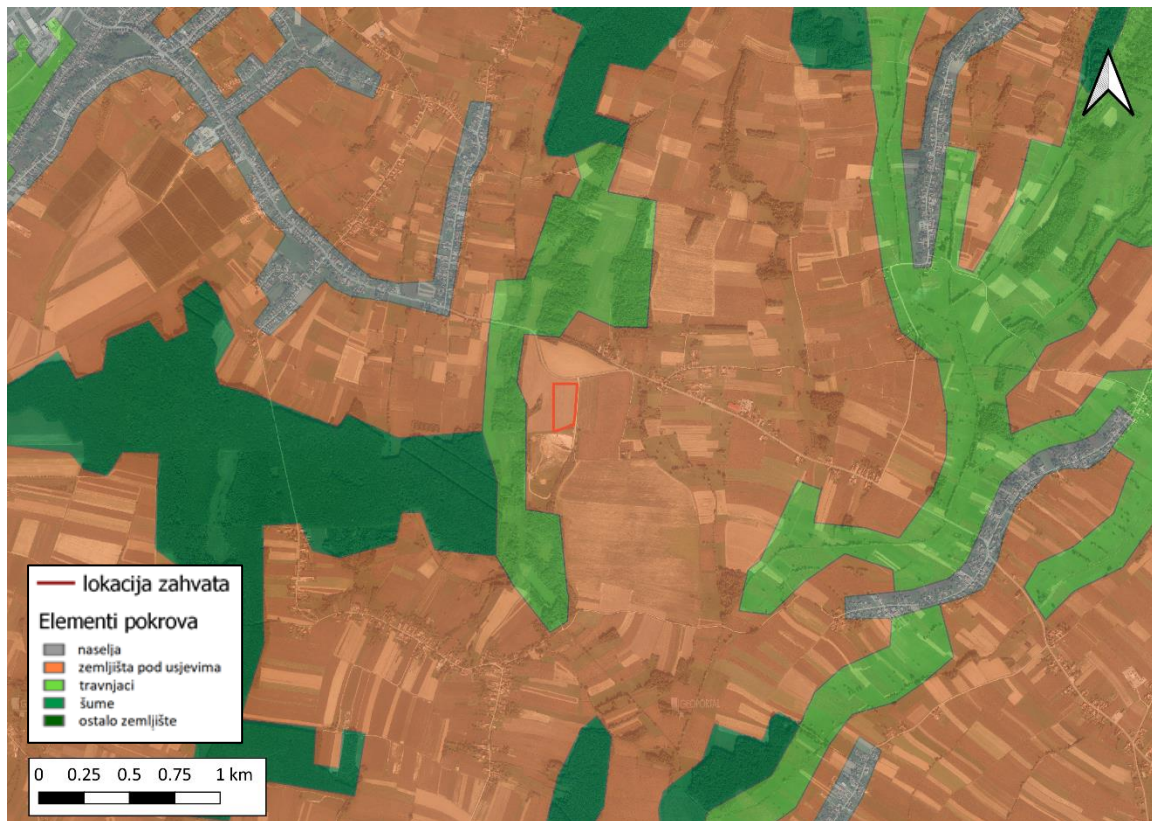 GEOPORTAL
lokacija zahvata
Elementi pokrova
naselja
zemljišta pod usjevima
travnjaci
šume
ostalo zemljište
0 0.25 0.5 0.75 1 km